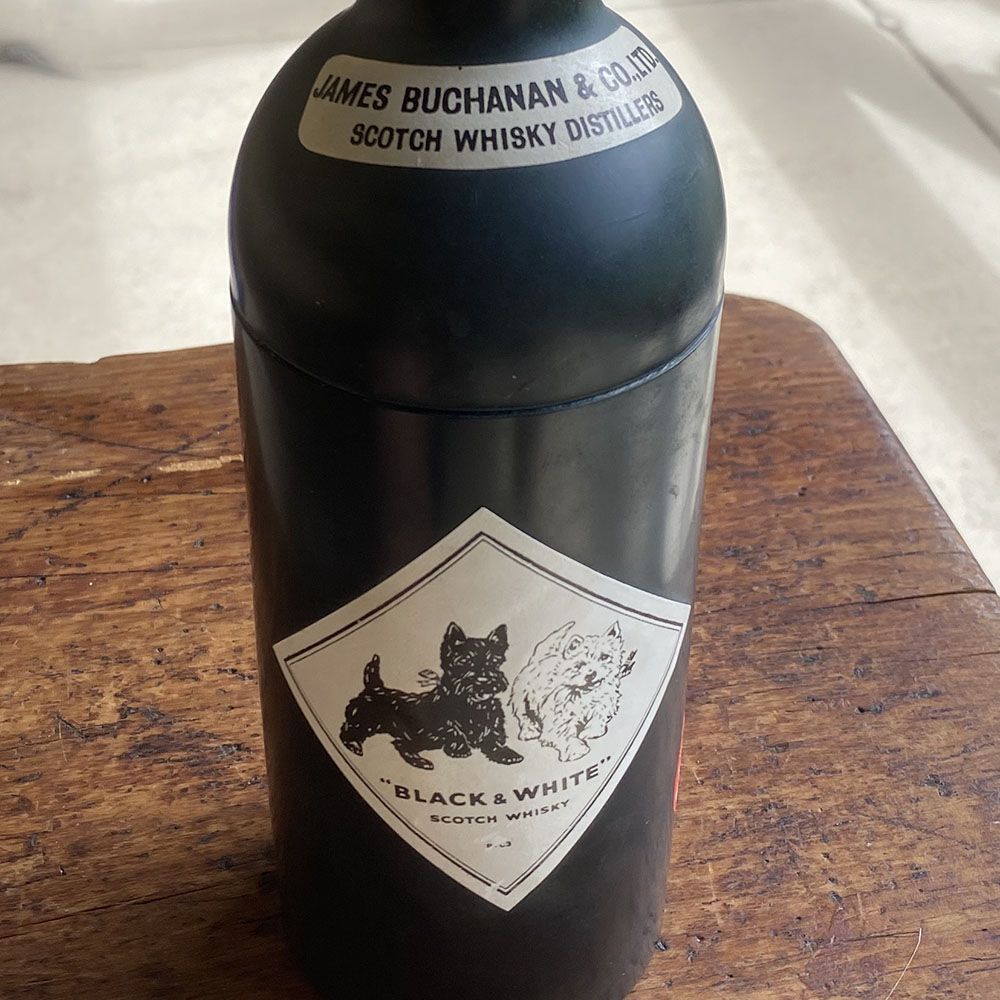 JAMES BUCHANAN & CO., LTD.
SCOTCH WHISKY DISTILLERS
"BLACK & WHITE"
SCOTCH WHISKY